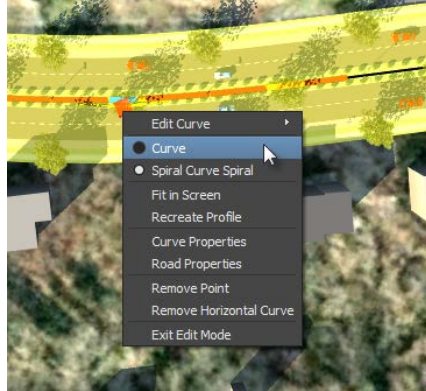 Edit Curve
Curve
Spiral Curve Spiral
Fit in Screen
Recreate Profile
Curve Properties
Road Properties
Remove Point
Remove Horizontal Curve
Exit Edit Mode